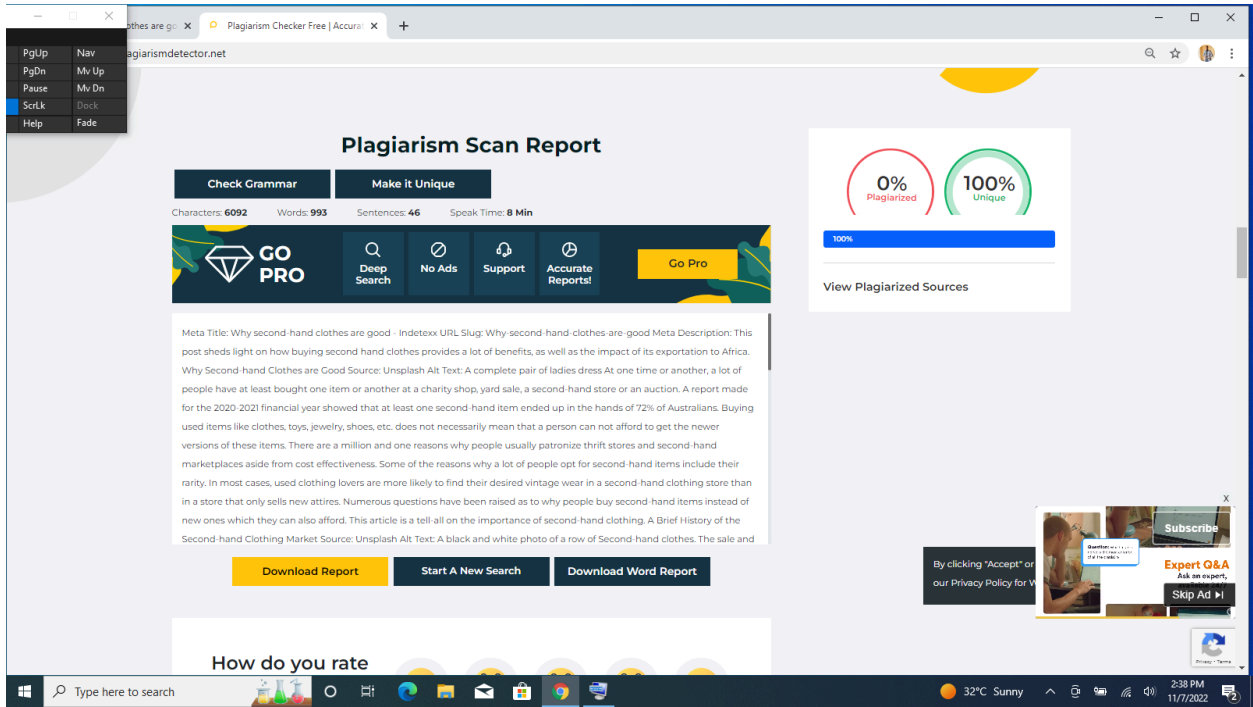 othes are go
Plagiarism Checker Free | Accura
agiarismdetector.net
PgUp Nav
PgDn Mv Up
Pause Mv Dn
ScrLk Dock
Help Fade
Plagiarism Scan Report
Check Grammar
Make it Unique
Characters: 6092 Words: 993 Sentences: 46 Speak Time: 8 Min
GO PRO
Deep Search
No Ads
Support
Accurate Reports!
Go Pro
Meta Title: Why second-hand clothes are good - Indetexx URL Slug: Why-second-hand-clothes-are-good Meta Description: This
post sheds light on how buying second hand clothes provides a lot of benefits, as well as the impact of its exportation to Africa.
Why Second-hand Clothes are Good Source: Unsplash Alt Text: A complete pair of ladies dress At one time or another, a lot of
people have at least bought one item or another at a charity shop, yard sale, a second-hand store or an auction. A report made
for the 2020-2021 financial year showed that at least one second-hand item ended up in the hands of 72% of Australians. Buying
used items like clothes, toys, jewelry, shoes, etc. does not necessarily mean that a person can not afford to get the newer
versions of these items. There are a million and one reasons why people usually patronize thrift stores and second-hand
marketplaces aside from cost effectiveness. Some of the reasons why a lot of people opt for second-hand items include their
rarity. In most cases, used clothing lovers are more likely to find their desired vintage wear in a second-hand clothing store than
in a store that only sells new attires. Numerous questions have been raised as to why people buy second-hand items instead of
new ones which they can also afford. This article is a tell-all on the importance of second-hand clothing. A Brief History of the
Second-hand Clothing Market Source: Unsplash Alt Text: A black and white photo of a row of Second-hand clothes. The sale and
Download Report
Start A New Search
Download Word Report
How do you rate
0%
Plagiarized
100%
Unique
100%
View Plagiarized Sources
By clicking "Accept" or
our Privacy Policy for W
X
Subscribe
Expert Q&A
Ask an expert,
Skip Ad
Privacy - Terms
Type here to search
32°C Sunny
2:38 PM
11/7/2022
2